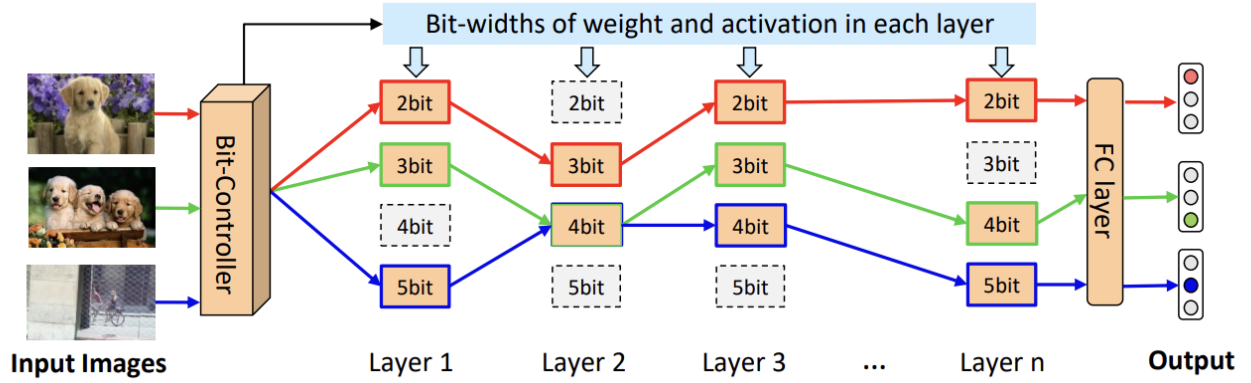 Bit-widths of weight and activation in each layer
Bit-Controller
2bit 2bit 2bit 2bit
3bit 3bit 3bit 3bit
4bit 4bit 4bit 4bit
5bit 5bit 5bit 5bit
FC layer
Input Images Layer 1 Layer 2 Layer 3 ... Layer n Output